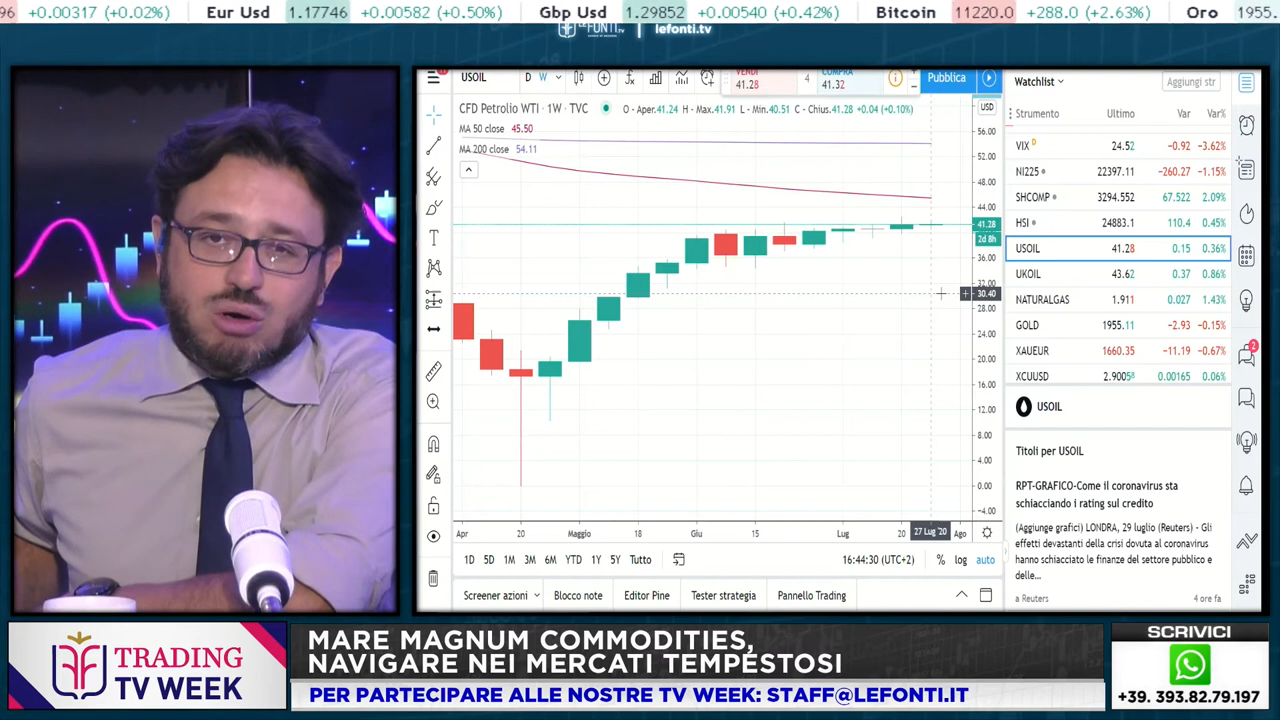 96 +0.00317 (+0.02%) Eur Usd 1.17746 +0.00582 (+0.50%) Gbp Usd 1.29852 +0.00540 (+0.42%) Bitcoin 11220.0 +288.0 (+2.63%) Oro 1955.
LEFONTI.TV lefonti.tv
USOIL D W VENDI 41.28 4 COMPRA 41.32 Pubblica
CFD Petrolio WTI · 1W · TVC O - Aper.41.24 H - Max.41.91 L - Min.40.51 C - Chius.41.28 +0.04 (+0.10%)
MA 50 close 45.50
MA 200 close 54.11
USD
56.00
52.00
48.00
44.00
41.28
2d 8h
36.00
32.00
30.40
28.00
24.00
20.00
16.00
12.00
8.00
4.00
0.00
−4.00
Apr 20 Maggio 18 Giu 15 Lug 20 27 Lug '20 Ago
1D 5D 1M 3M 6M YTD 1Y 5Y Tutto 16:44:30 (UTC+2) % log auto
Screener azioni Blocco note Editor Pine Tester strategia Pannello Trading
Watchlist Aggiungi str
Strumento Ultimo Var Var%
VIX D 24.52 −0.92 −3.62%
NI225 22397.11 −260.27 −1.15%
SHCOMP 3294.552 67.522 2.09%
HSI 24883.1 110.4 0.45%
USOIL 41.28 0.15 0.36%
UKOIL 43.62 0.37 0.86%
NATURALGAS 1.911 0.027 1.43%
GOLD 1955.11 −2.93 −0.15%
XAUEUR 1660.35 −11.19 −0.67%
XCUUSD 2.90058 0.00165 0.06%
2
USOIL
Titoli per USOIL
RPT-GRAFICO-Come il coronavirus sta
schiacciando i rating sul credito
(Aggiunge grafici) LONDRA, 29 luglio (Reuters) - Gli
effetti devastanti della crisi dovuta al coronavirus
hanno schiacciato le finanze del settore pubblico e
delle...
a Reuters 4 ore fa
TRADING
TV WEEK
MARE MAGNUM COMMODITIES,
NAVIGARE NEI MERCATI TEMPESTOSI
PER PARTECIPARE ALLE NOSTRE TV WEEK: STAFF@LEFONTI.IT
SCRIVICI
+39. 393.82.79.197